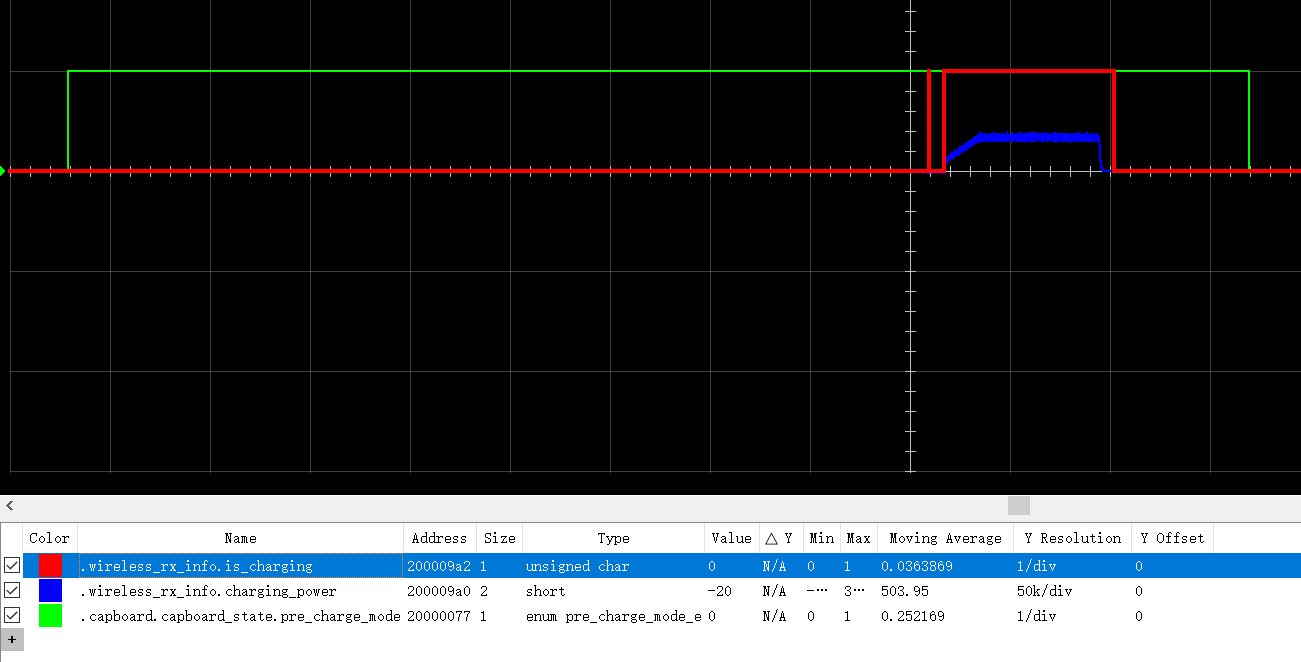 Color Name Address Size Type Value △ Y Min Max Moving Average Y Resolution Y Offset
.wireless_rx_info.is_charging 200009a2 1 unsigned char 0 N/A 0 1 0.0363869 1/div 0
.wireless_rx_info.charging_power 200009a0 2 short -20 N/A -… 3… 503.95 50k/div 0
.capboard.capboard_state.pre_charge_mode 20000077 1 enum pre_charge_mode_e 0 N/A 0 1 0.252169 1/div 0
+